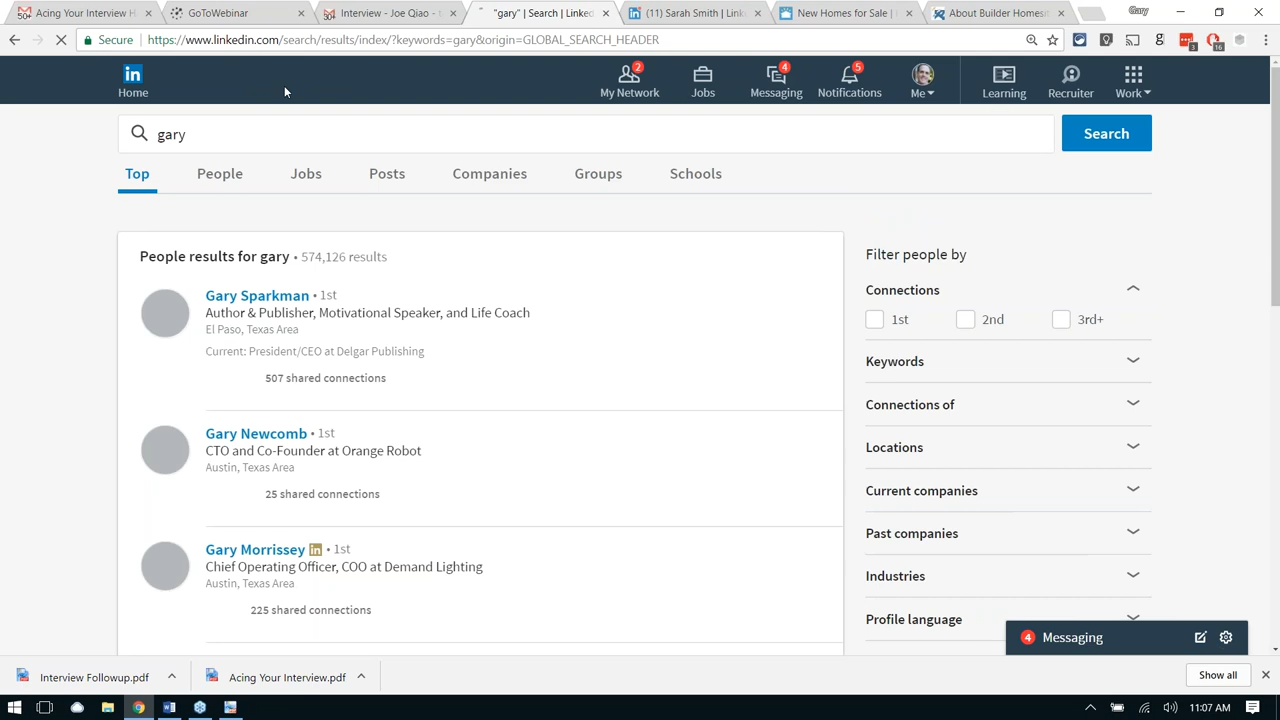 Acing Your Interview H
GoToWebinar
Interview - Joe Qiao - t
"gary" | Search | Linked
(11) Sarah Smith | Link
New Homes for Sale |
About Builder Homes
Gary
Secure
https://www.linkedin.com/search/results/index/?keywords=gary&origin=GLOBAL_SEARCH_HEADER
Home
2
My Network
Jobs
4
Messaging
5
Notifications
Me
Learning
Recruiter
Work
gary
Search
Top
People
Jobs
Posts
Companies
Groups
Schools
People results for gary • 574,126 results
Gary Sparkman • 1st
Author & Publisher, Motivational Speaker, and Life Coach
El Paso, Texas Area
Current: President/CEO at Delgar Publishing
507 shared connections
Gary Newcomb • 1st
CTO and Co-Founder at Orange Robot
Austin, Texas Area
25 shared connections
Gary Morrissey in • 1st
Chief Operating Officer, COO at Demand Lighting
Austin, Texas Area
225 shared connections
Filter people by
Connections
1st 2nd 3rd+
Keywords
Connections of
Locations
Current companies
Past companies
Industries
Profile language
4 Messaging
Interview Followup.pdf
Acing Your Interview.pdf
Show all
11:07 AM